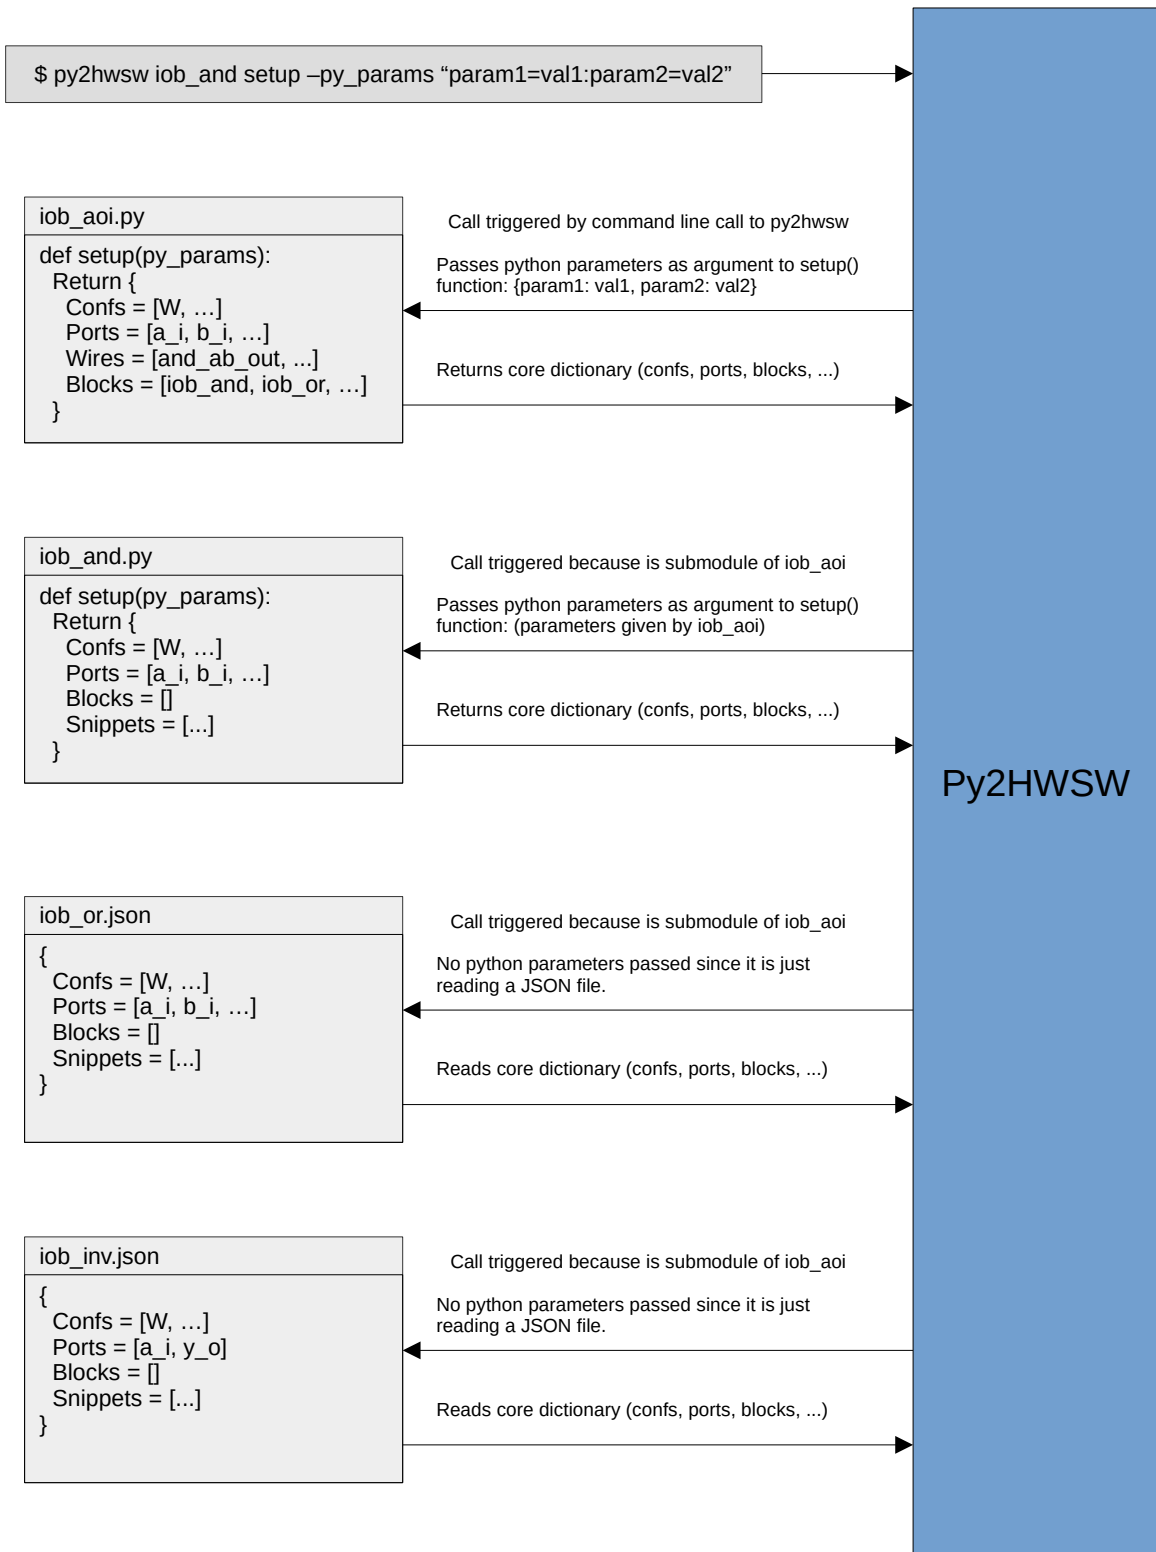 $ py2hwsw iob_and setup –py_params “param1=val1:param2=val2”
iob_aoi.py
def setup(py_params):
Return {
Confs = [W, …]
Ports = [a_i, b_i, …]
Wires = [and_ab_out, ...]
Blocks = [iob_and, iob_or, …]
}
Call triggered by command line call to py2hwsw
Passes python parameters as argument to setup()
function: {param1: val1, param2: val2}
Returns core dictionary (confs, ports, blocks, ...)
iob_and.py
def setup(py_params):
Return {
Confs = [W, …]
Ports = [a_i, b_i, …]
Blocks = []
Snippets = [...]
}
Call triggered because is submodule of iob_aoi
Passes python parameters as argument to setup()
function: (parameters given by iob_aoi)
Returns core dictionary (confs, ports, blocks, ...)
Py2HWSW
iob_or.json
{
Confs = [W, …]
Ports = [a_i, b_i, …]
Blocks = []
Snippets = [...]
}
Call triggered because is submodule of iob_aoi
No python parameters passed since it is just
reading a JSON file.
Reads core dictionary (confs, ports, blocks, ...)
iob_inv.json
{
Confs = [W, …]
Ports = [a_i, y_o]
Blocks = []
Snippets = [...]
}
Call triggered because is submodule of iob_aoi
No python parameters passed since it is just
reading a JSON file.
Reads core dictionary (confs, ports, blocks, ...)